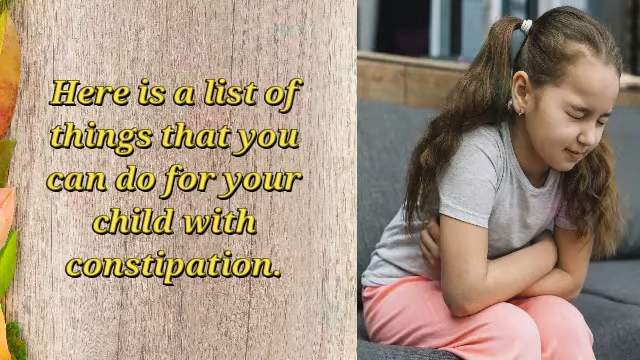 Here is a list of
things that you
can do for your
child with
constipation.